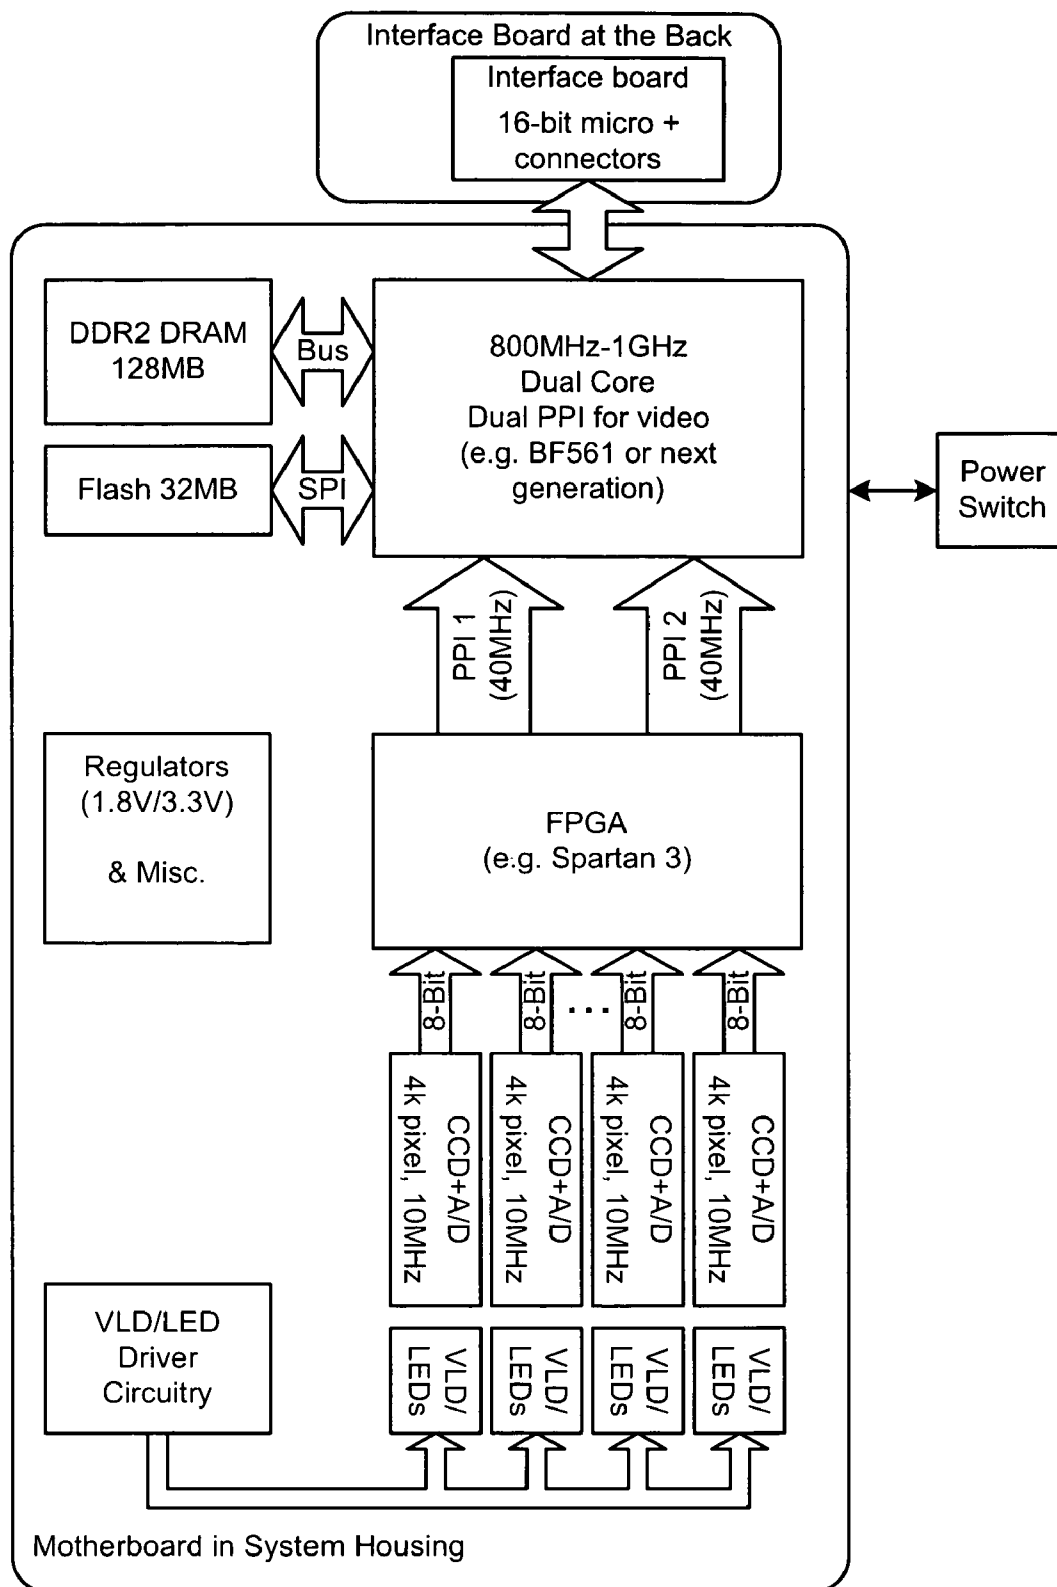 Interface Board at the Back
Interface board
16-bit micro +
connectors
DDR2 DRAM
128MB
Bus
800MHz-1GHz
Dual Core
Dual PPI for video
(e.g. BF561 or next
generation)
Flash 32MB
SPI
Power
Switch
PPI 1
(40MHz)
PPI 2
(40MHz)
Regulators
(1.8V/3.3V)
& Misc.
FPGA
(e.g. Spartan 3)
8-Bit
8-Bit
...
8-Bit
8-Bit
CCD+A/D
4k pixel, 10MHz
CCD+A/D
4k pixel, 10MHz
CCD+A/D
4k pixel, 10MHz
CCD+A/D
4k pixel, 10MHz
VLD/LED
Driver
Circuitry
VLD/
LEDs
VLD/
LEDs
VLD/
LEDs
VLD/
LEDs
Motherboard in System Housing